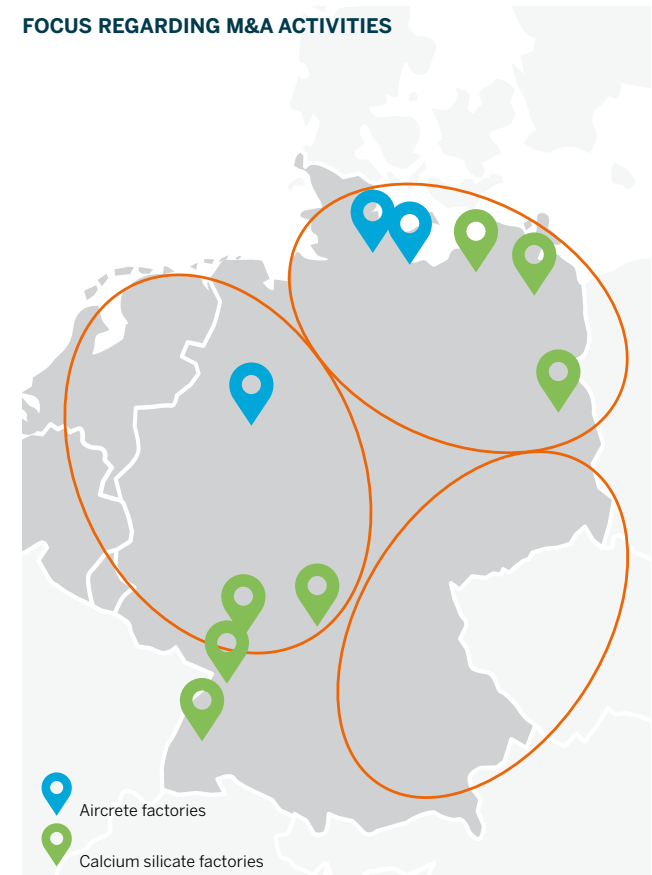 FOCUS REGARDING M&A ACTIVITIES
Aircrete factories
Calcium silicate factories